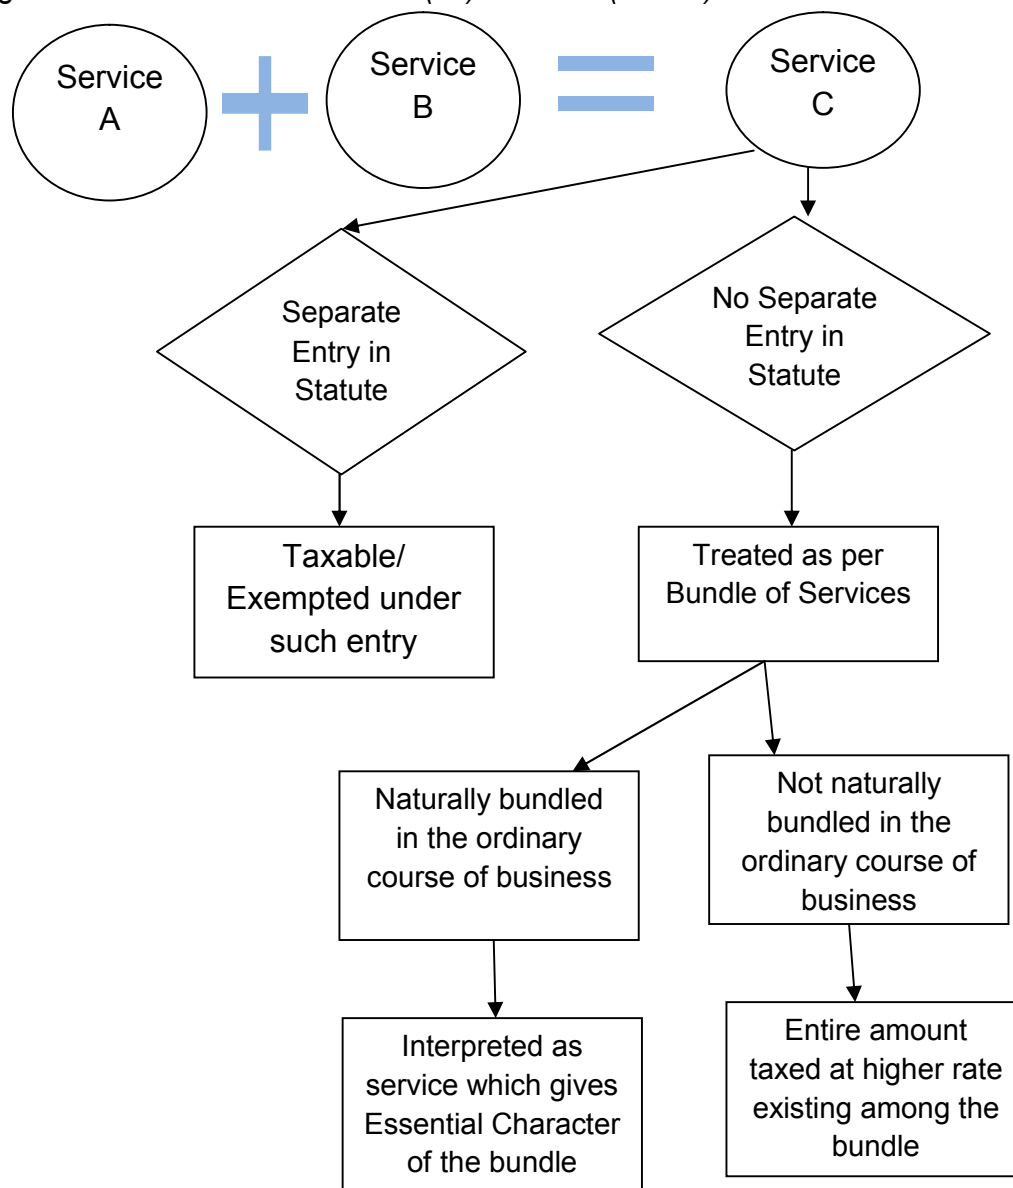 Service
A
Service
B
Service
C
Separate
Entry in
Statute
No Separate
Entry in
Statute
Taxable/
Exempted under
such entry
Treated as per
Bundle of Services
Naturally bundled
in the ordinary
course of business
Not naturally
bundled in the
ordinary course of
business
Interpreted as
service which gives
Essential Character
of the bundle
Entire amount
taxed at higher rate
existing among the
bundle